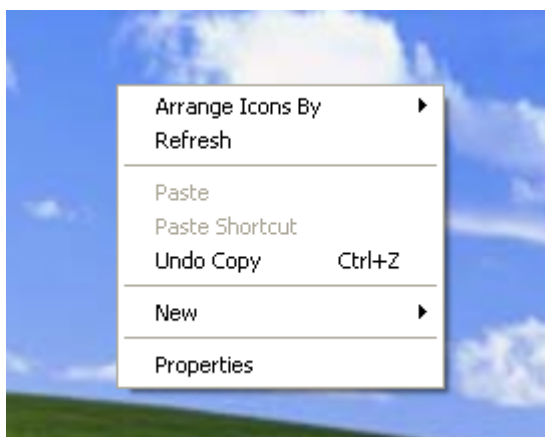 Arrange Icons By
Refresh
Paste
Paste Shortcut
Undo Copy Ctrl+Z
New
Properties